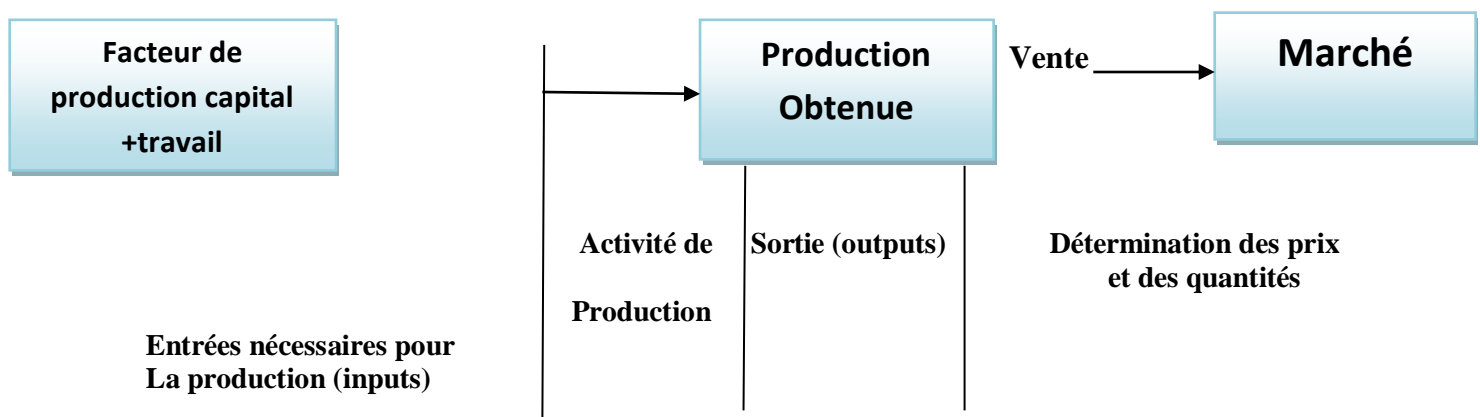 Facteur de
production capital
+travail
Production
Obtenue
Vente
Marché
Activité de
Production
Sortie (outputs)
Détermination des prix
et des quantités
Entrées nécessaires pour
La production (inputs)